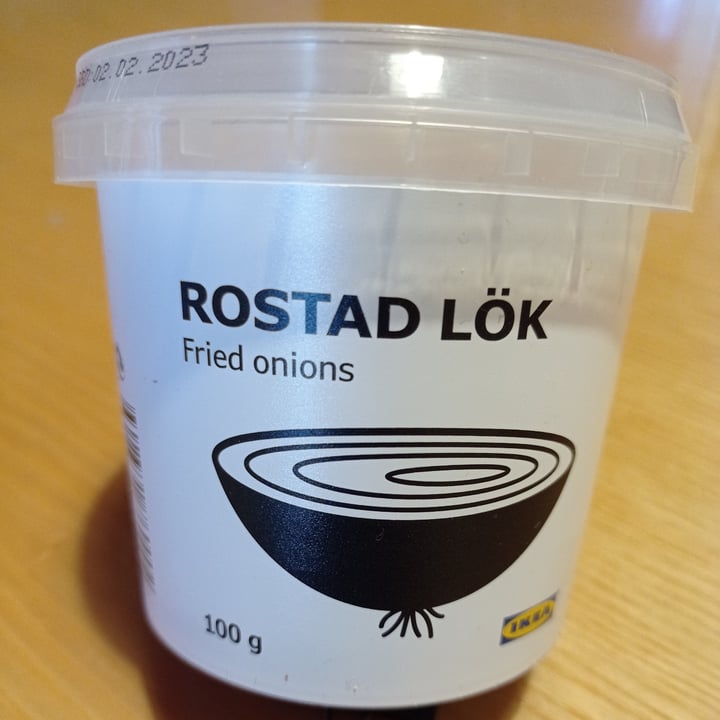 02.02.2023
ROSTAD LÖK
Fried onions
100 g
IKEA